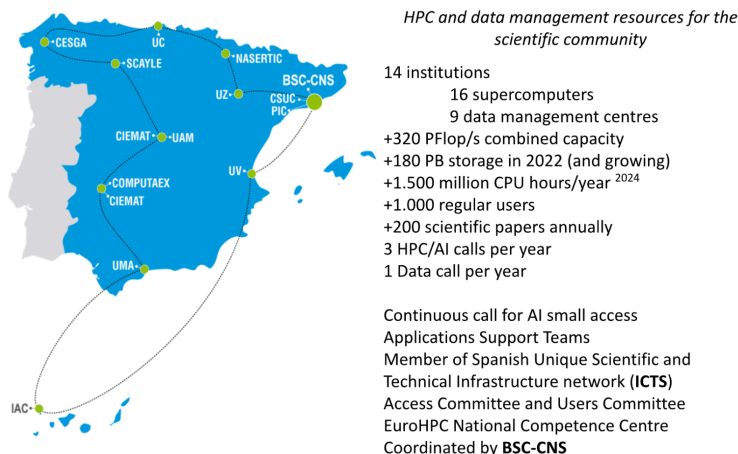 HPC and data management resources for the
scientific community
14 institutions
16 supercomputers
9 data management centres
+320 PFlop/s combined capacity
+180 PB storage in 2022 (and growing)
+1.500 million CPU hours/year 2024
+1.000 regular users
+200 scientific papers annually
3 HPC/AI calls per year
1 Data call per year
Continuous call for AI small access
Applications Support Teams
Member of Spanish Unique Scientific and
Technical Infrastructure network (ICTS)
Access Committee and Users Committee
EuroHPC National Competence Centre
Coordinated by BSC-CNS
CESGA
UC
SCAYLE
NASERTIC
BSC-CNS
UZ
CSUC
PIC
CIEMAT
UAM
UV
COMPUTAEX
CIEMAT
UMA
IAC